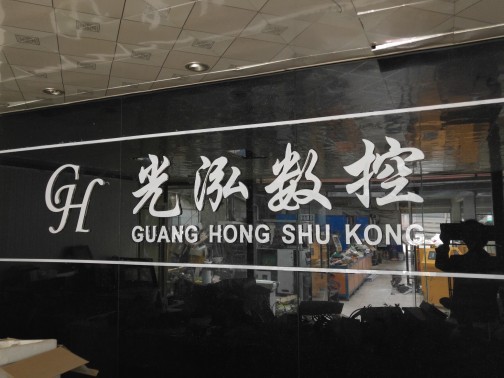 GH 光泓数控
GUANG HONG SHU KONG